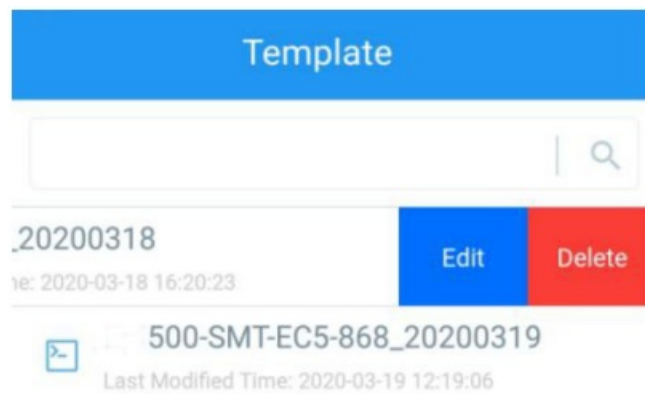 Template
_20200318
Edit
Delete
ne: 2020-03-18 16:20:23
500-SMT-EC5-868_20200319
Last Modified Time: 2020-03-19 12:19:06